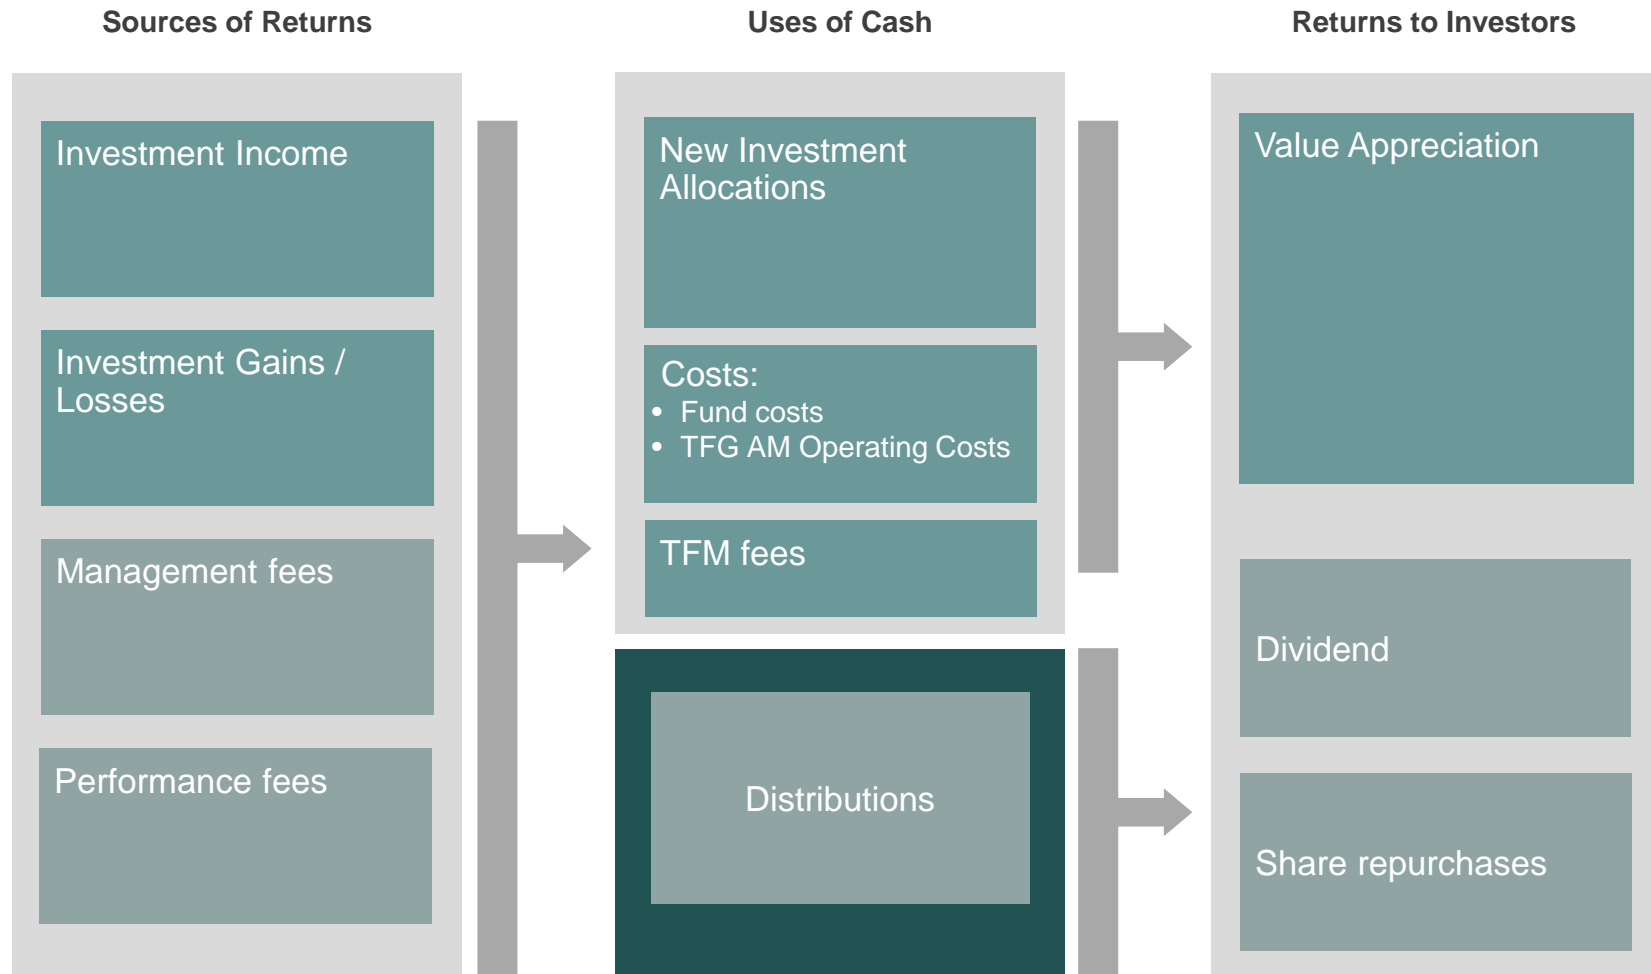 Sources of Returns
Investment Income
Investment Gains /
Losses
Management fees
Performance fees
Uses of Cash
New Investment
Allocations
Costs:
• Fund costs
• TFG AM Operating Costs
TFM fees
Distributions
Returns to Investors
Value Appreciation
Dividend
Share repurchases